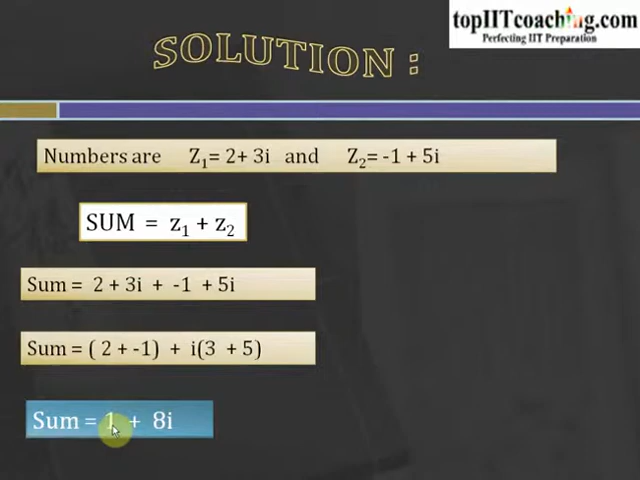 topIITcoaching.com
Perfecting IIT Preparation
SOLUTION :
Numbers are Z₁= 2+ 3i and Z₂= -1 + 5i
SUM = z₁ + z₂
Sum = 2 + 3i + -1 + 5i
Sum = ( 2 + -1) + i(3 + 5)
Sum = 1 + 8i